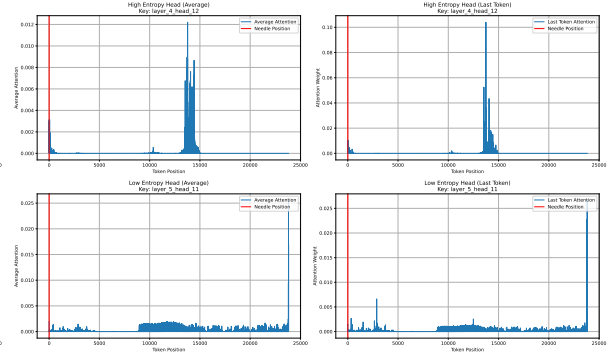 High Entropy Head (Average)
Key: layer_4_head_12
Average Attention
Needle Position
Average Attention
0.012
0.010
0.008
0.006
0.004
0.002
0.000
0
5000
10000
15000
20000
25000
Token Position
High Entropy Head (Last Token)
Key: layer_4_head_12
Last Token Attention
Needle Position
Attention Weight
0.10
0.08
0.06
0.04
0.02
0.00
0
5000
10000
15000
20000
25000
Token Position
Low Entropy Head (Average)
Key: layer_5_head_11
Average Attention
Needle Position
Average Attention
0.025
0.020
0.015
0.010
0.005
0.000
0
5000
10000
15000
20000
25000
Token Position
Low Entropy Head (Last Token)
Key: layer_5_head_11
Last Token Attention
Needle Position
Attention Weight
0.025
0.020
0.015
0.010
0.005
0.000
0
5000
10000
15000
20000
25000
Token Position